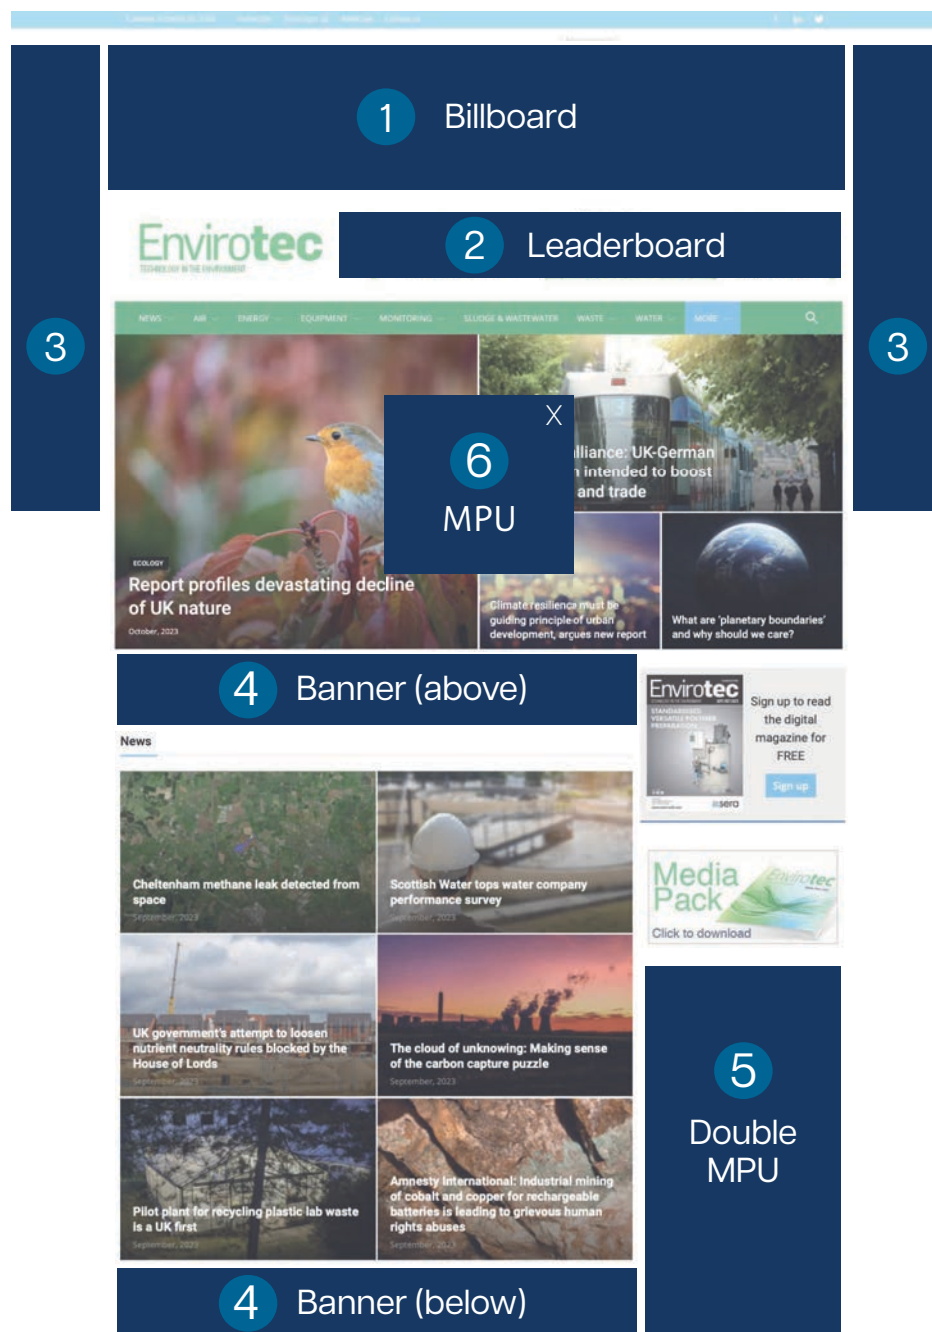 1 Billboard
Envirotec
TECHNOLOGY IN THE ENVIRONMENT
2 Leaderboard
3
3
NEWS AIR ENERGY EQUIPMENT MONITORING SLUDGE & WASTEWATER WASTE WATER MORE
X
6
MPU
ECOLOGY
Report profiles devastating decline
of UK nature
October, 2023
lliance: UK-German
n intended to boost
and trade
Climate resilience must be
guiding principle of urban
development, argues new report
What are 'planetary boundaries'
and why should we care?
4 Banner (above)
Envirotec
STANDARDISED
VERSATILE POLYMER
PREPARATION
sera
Sign up to read
the digital
magazine for
FREE
Sign up
News
Cheltenham methane leak detected from
space
September, 2023
Scottish Water tops water company
performance survey
September, 2023
Media
Pack
Envirotec
Click to download
UK government's attempt to loosen
nutrient neutrality rules blocked by the
House of Lords
September, 2023
The cloud of unknowing: Making sense
of the carbon capture puzzle
September, 2023
5
Double
MPU
Pilot plant for recycling plastic lab waste
is a UK first
September, 2023
Amnesty International: Industrial mining
of cobalt and copper for rechargeable
batteries is leading to grievous human
rights abuses
September, 2023
4 Banner (below)